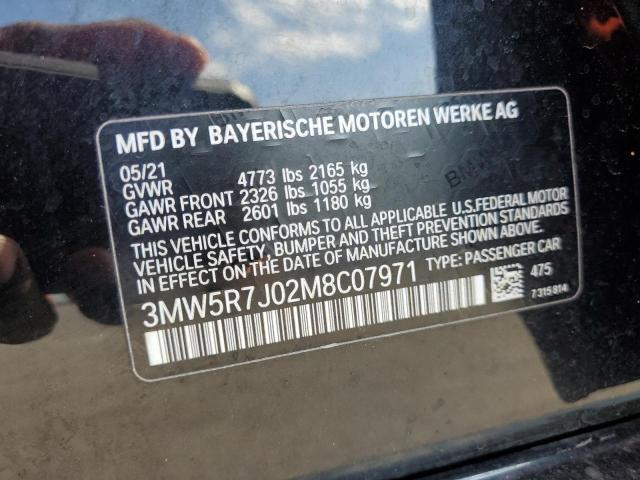 MFD BY BAYERISCHE MOTOREN WERKE AG
05/21
GVWR 4773 lbs 2165 kg
GAWR FRONT 2326 lbs 1055 kg
GAWR REAR 2601 lbs 1180 kg
THIS VEHICLE CONFORMS TO ALL APPLICABLE U.S.FEDERAL MOTOR
VEHICLE SAFETY, BUMPER AND THEFT PREVENTION STANDARDS
IN EFFECT ON THE DATE OF MANUFACTURE SHOWN ABOVE.
3MW5R7J02M8C07971 TYPE: PASSENGER CAR
475
7315814
BMW